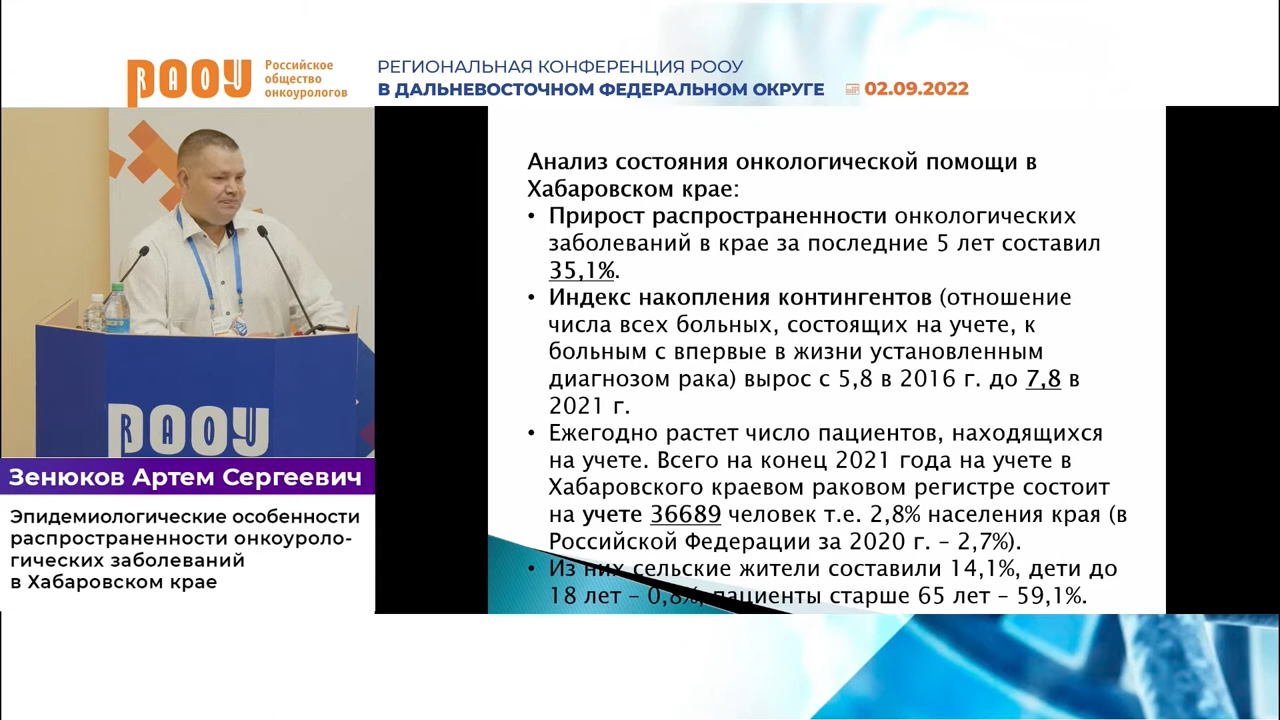 РООУ
RAOU
Российское
общество
онкоурологов
РЕГИОНАЛЬНАЯ КОНФЕРЕНЦИЯ РООУ
В ДАЛЬНЕВОСТОЧНОМ ФЕДЕРАЛЬНОМ ОКРУГЕ
02.09.2022
РООУ
RAOU
Зенюков Артем Сергеевич
Эпидемиологические особенности
распространенности онкоуроло-
гических заболеваний
в Хабаровском крае
Анализ состояния онкологической помощи в
Хабаровском крае:
• Прирост распространенности онкологических
заболеваний в крае за последние 5 лет составил
35,1%.
• Индекс накопления контингентов (отношение
числа всех больных, состоящих на учете, к
больным с впервые в жизни установленным
диагнозом рака) вырос с 5,8 в 2016 г. до 7,8 в
2021 г.
• Ежегодно растет число пациентов, находящихся
на учете. Всего на конец 2021 года на учете в
Хабаровского краевом раковом регистре состоит
на учете 36689 человек т.е. 2,8% населения края (в
Российской Федерации за 2020 г. – 2,7%).
• Из них сельские жители составили 14,1%, дети до
18 лет – 0,8%, пациенты старше 65 лет – 59,1%.